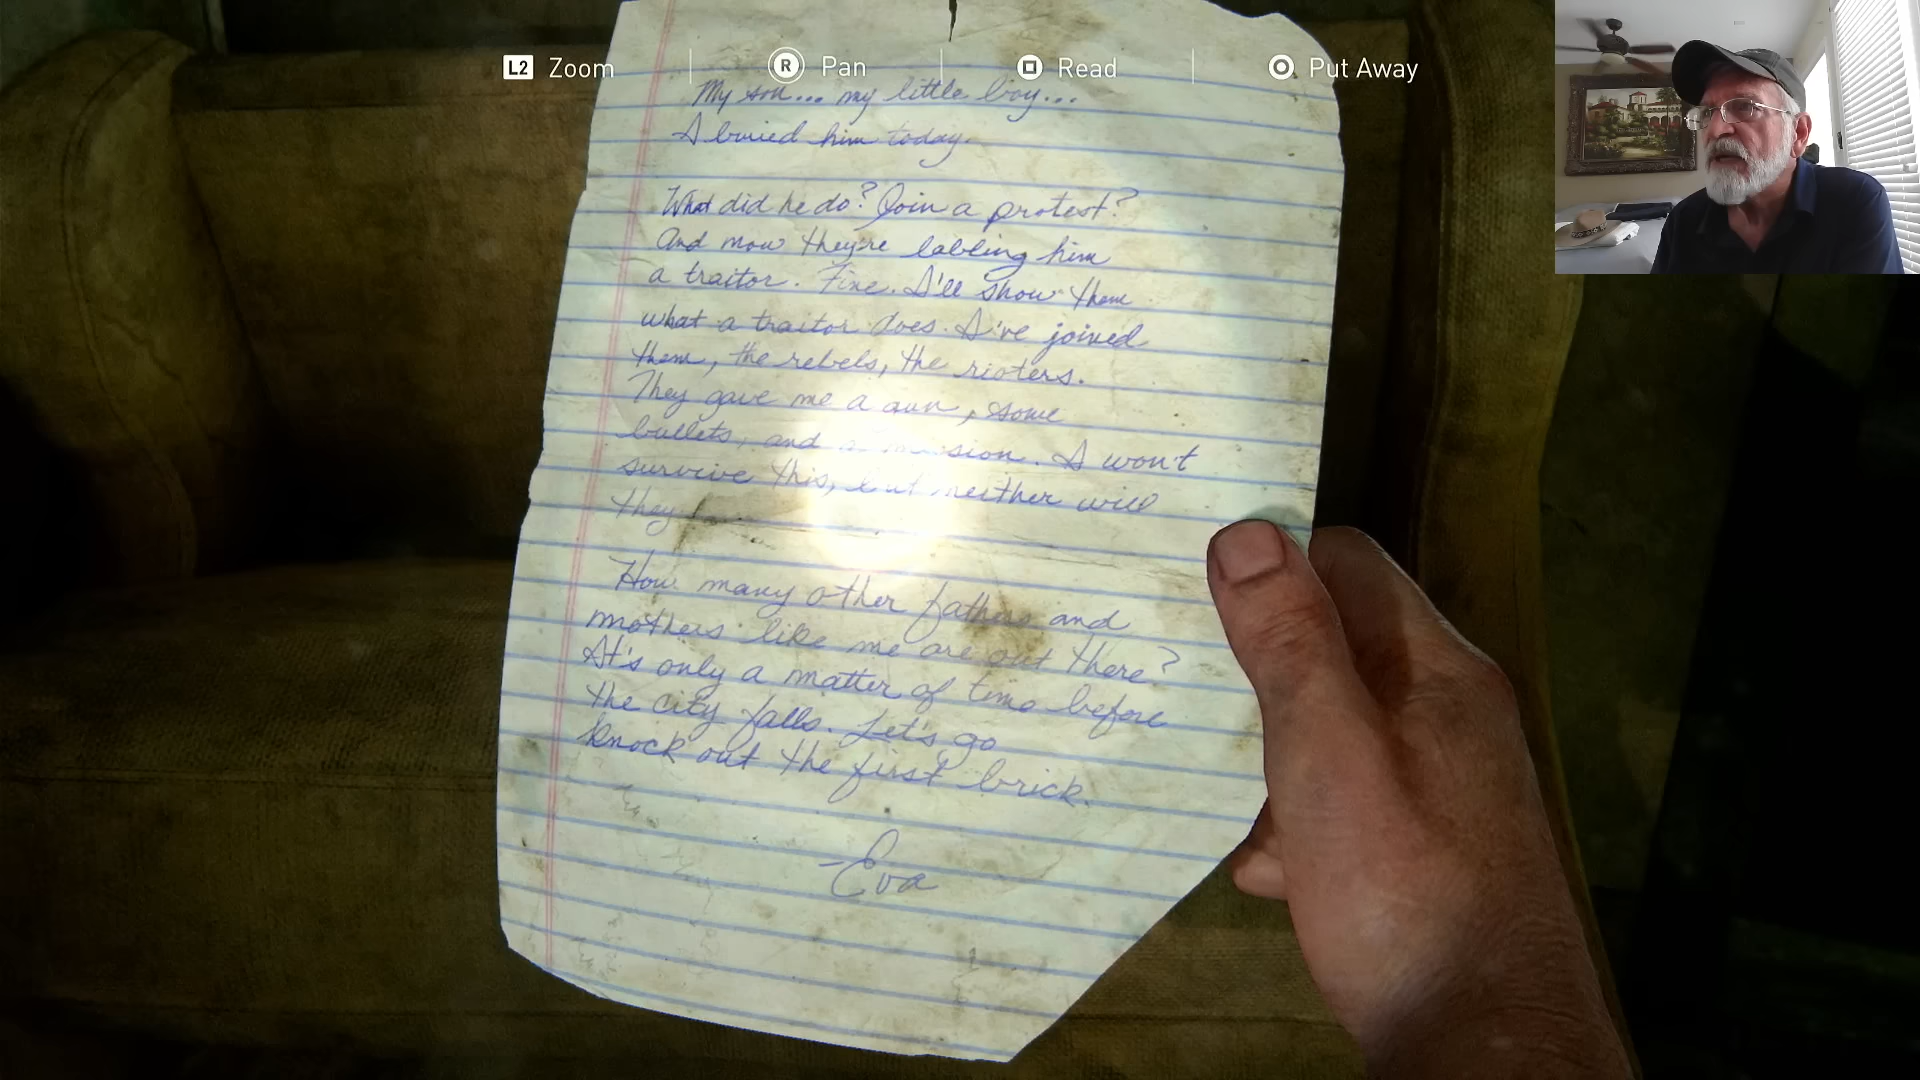 L2 Zoom R Pan Read Put Away
My son... my little boy...
I buried him today.
What did he do? Join a protest?
And now they're labling him
a traitor. Fine. I'll show them
what a traitor does. I've joined
them, the rebels, the rioters.
They gave me a gun, some
bullets, and a mission. I won't
survive this, but neither will
they.
How many other fathers and
mothers like me are out there?
It's only a matter of time before
the city falls. Let's go
knock out the first brick.
-Eva